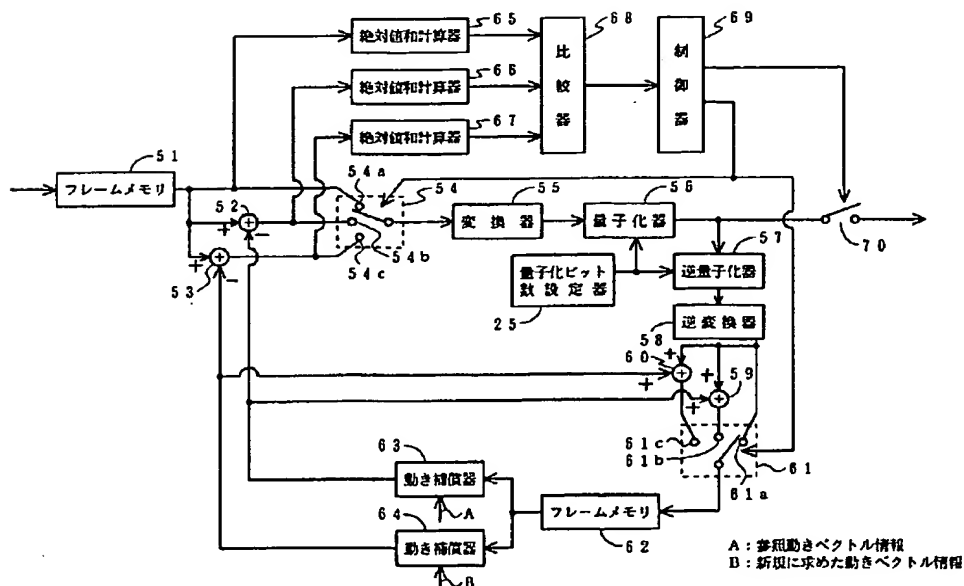 65
絶対値和計算器
68
比較器
69
制御器
66
絶対値和計算器
67
絶対値和計算器
51
フレームメモリ
52
+
−
53
+
−
54a
54
54b
54c
55
変換器
56
量子化器
70
57
逆量子化器
量子化ビット
数設定器
25
逆変換器
58
60
+
+
59
+
+
61c
61b
61
61a
63
動き補償器
A
64
動き補償器
B
フレームメモリ
62
A:参照動きベクトル情報
B:新規に求めた動きベクトル情報